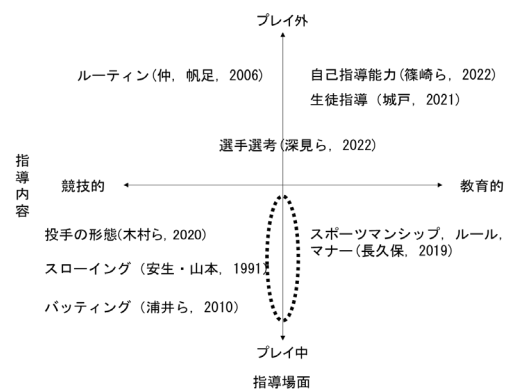 プレイ外
ルーティン(仲，帆足，2006)
自己指導能力(篠崎ら，2022)
生徒指導（城戸，2021)
選手選考(深見ら，2022)
指導内容
競技的
教育的
投手の形態(木村ら，2020)
スポーツマンシップ，ルール，
マナー(長久保，2019)
スローイング（安生・山本，1991)
バッティング（浦井ら，2010)
プレイ中
指導場面